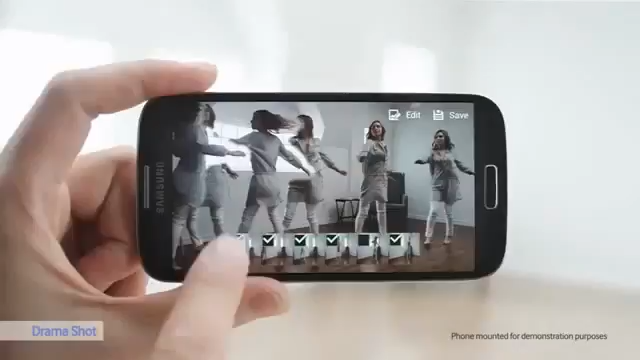 Edit
Save
SAMSUNG
Drama Shot
Phone mounted for demonstration purposes